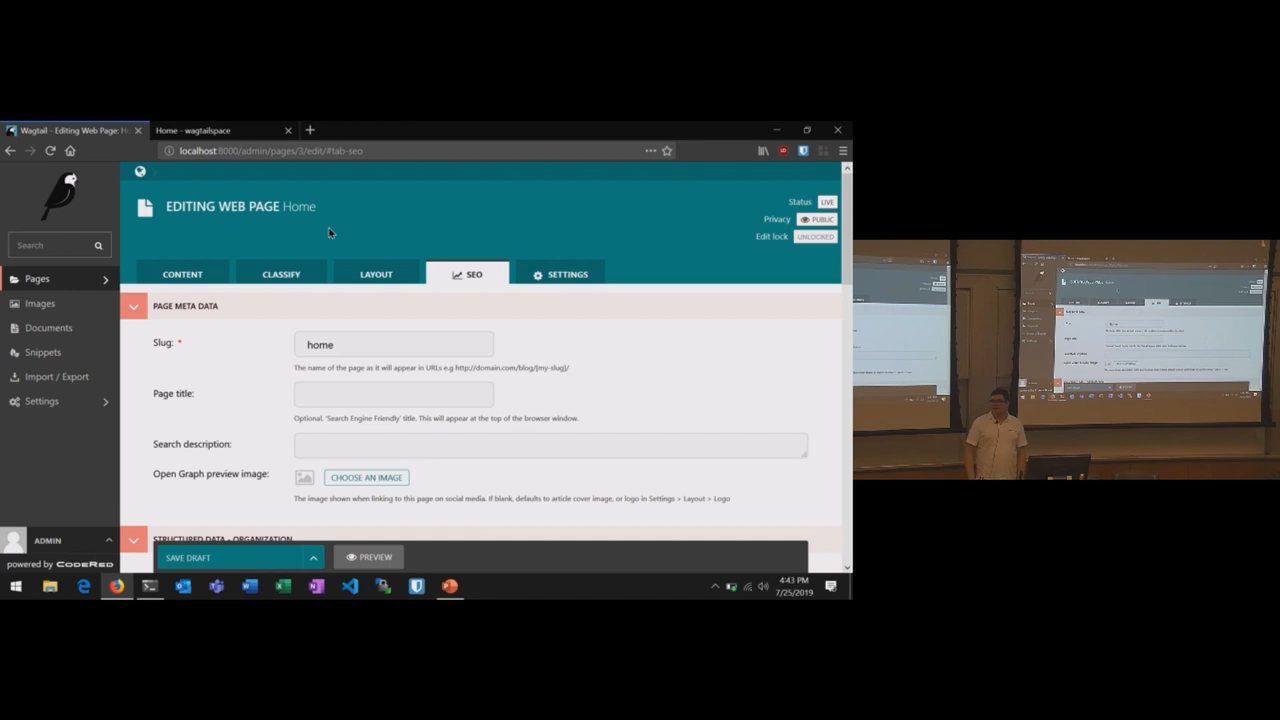 Wagtail - Editing Web Page: H
Home - wagtailspace
localhost:8000/admin/pages/3/edit/#tab-seo
EDITING WEB PAGE Home
Status LIVE
Privacy PUBLIC
Edit lock UNLOCKED
Search
Pages
Images
Documents
Snippets
Import / Export
Settings
CONTENT
CLASSIFY
LAYOUT
SEO
SETTINGS
PAGE META DATA
Slug: *
home
The name of the page as it will appear in URLs e.g http://domain.com/blog/[my-slug]/
Page title:
Optional. 'Search Engine Friendly' title. This will appear at the top of the browser window.
Search description:
Open Graph preview image:
CHOOSE AN IMAGE
The image shown when linking to this page on social media. If blank, defaults to article cover image, or logo in Settings > Layout > Logo
STRUCTURED DATA - ORGANIZATION
SAVE DRAFT
PREVIEW
ADMIN
powered by CODERED
4:43 PM
7/25/2019